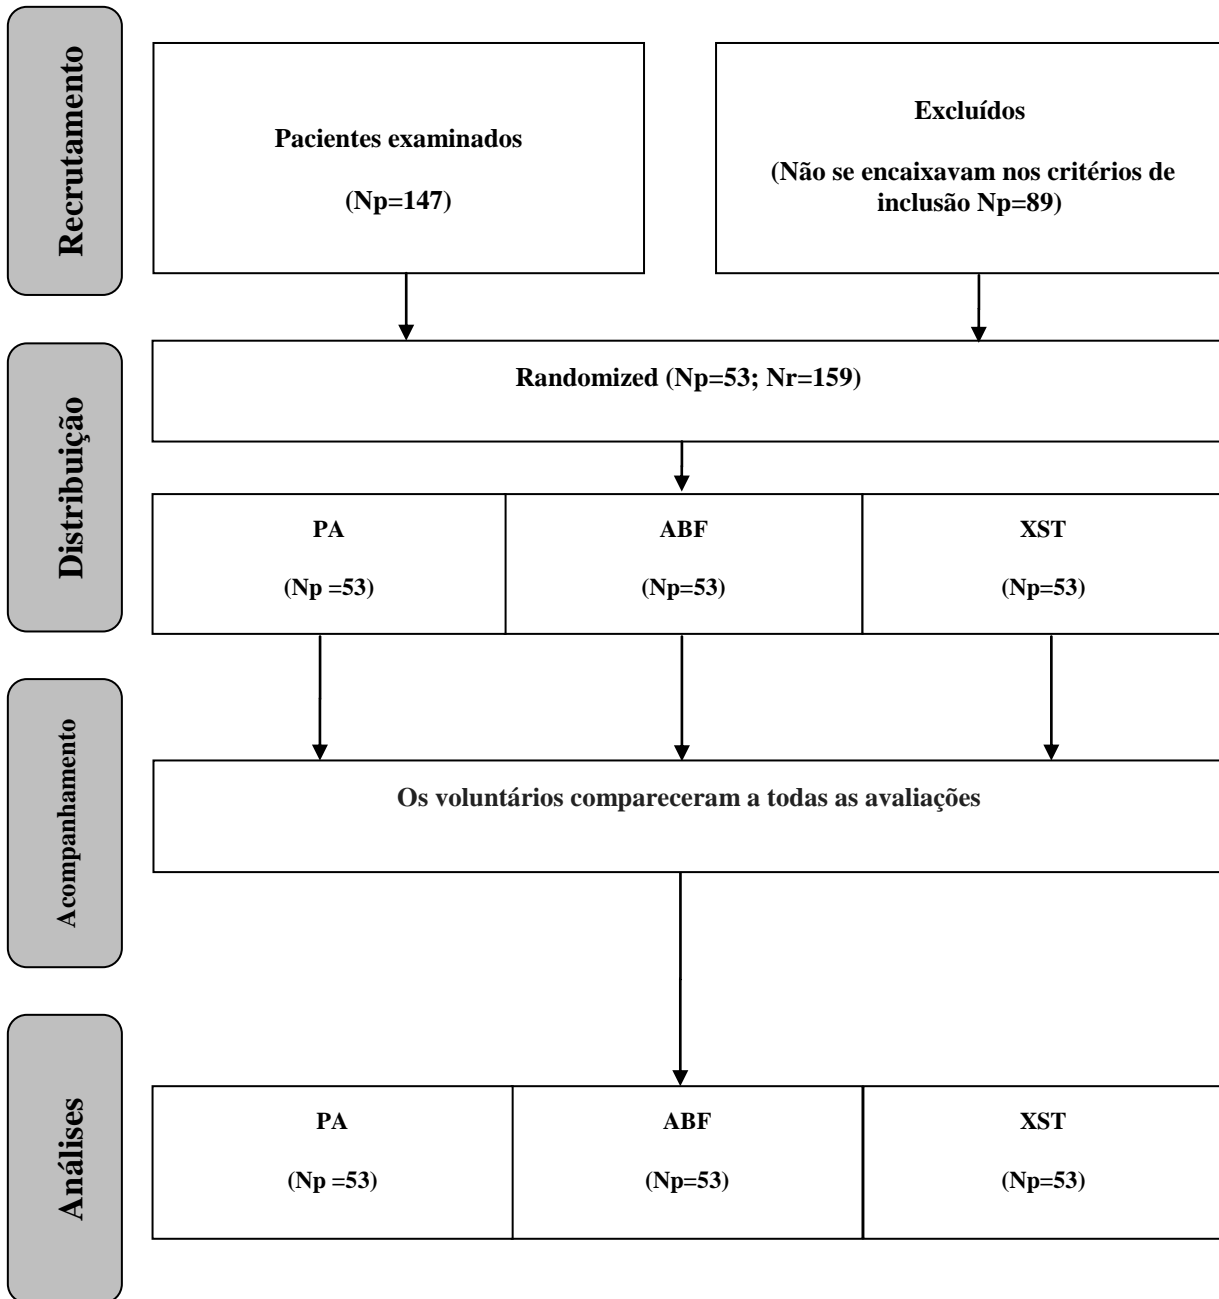 Recrutamento
Pacientes examinados
(Np=147)
Excluídos
(Não se encaixavam nos critérios de
inclusão Np=89)
Distribuição
Randomized (Np=53; Nr=159)
PA
(Np =53)
ABF
(Np=53)
XST
(Np=53)
Acompanhamento
Os voluntários compareceram a todas as avaliações
Análises
PA
(Np =53)
ABF
(Np=53)
XST
(Np=53)